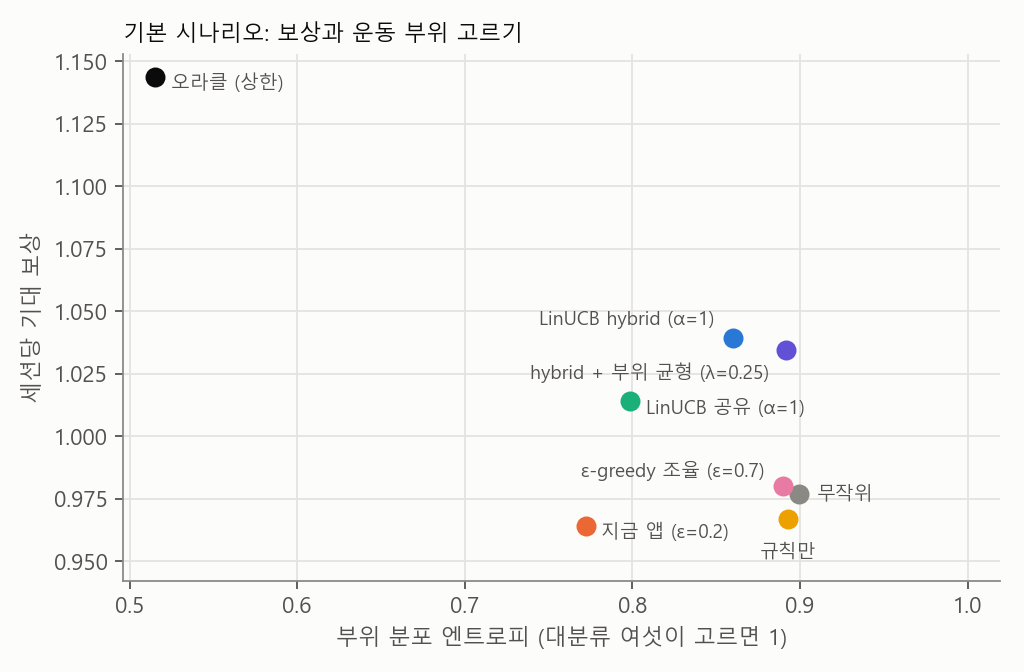 기본 시나리오: 보상과 운동 부위 고르기
세션당 기대 보상
1.150
1.125
1.100
1.075
1.050
1.025
1.000
0.975
0.950
오라클 (상한)
LinUCB hybrid (α=1)
hybrid + 부위 균형 (λ=0.25)
LinUCB 공유 (α=1)
ε-greedy 조율 (ε=0.7)
무작위
지금 앱 (ε=0.2)
규칙만
0.5
0.6
0.7
0.8
0.9
1.0
부위 분포 엔트로피 (대분류 여섯이 고르면 1)